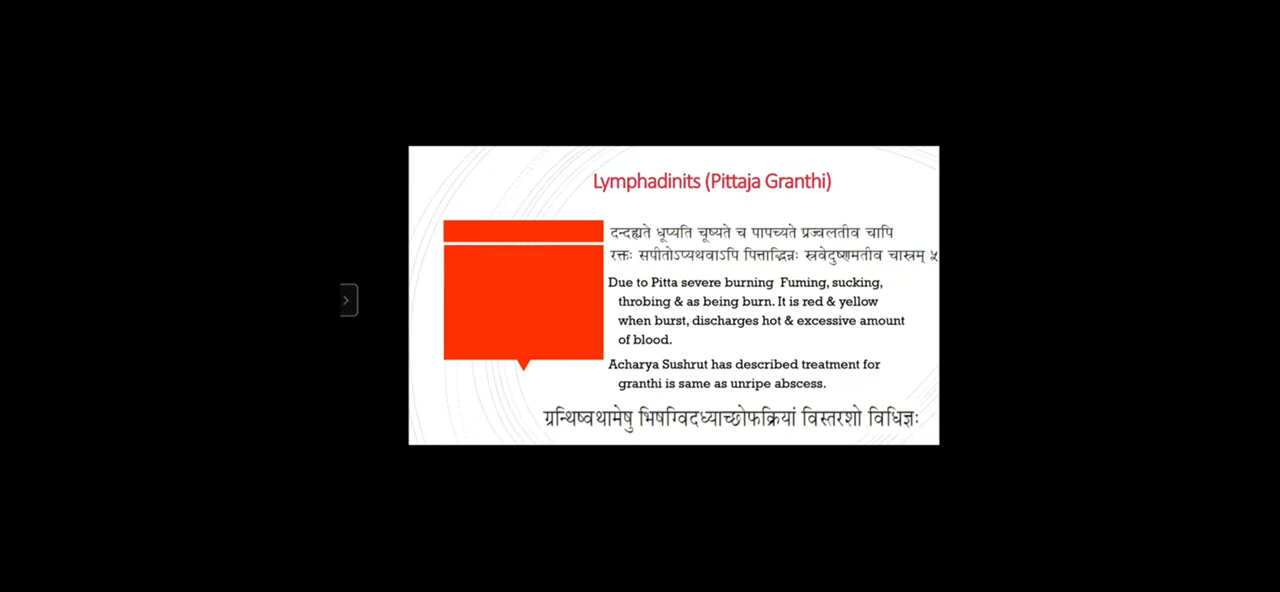 Lymphadinits (Pittaja Granthi)
दन्दह्यते धूप्यति चूष्यते च पापच्यते प्रज्वलतीव चापि
रक्तः सपीतोऽप्यथवाऽपि पित्ताद्भिन्नः स्त्रवेदुष्णमतीव चास्त्रम् ५
Due to Pitta severe burning Fuming, sucking,
throbing & as being burn. It is red & yellow
when burst, discharges hot & excessive amount
of blood.
Acharya Sushrut has described treatment for
granthi is same as unripe abscess.
ग्रन्थिष्वथामेषु भिषग्विदध्याच्छोफक्रियां विस्तरशो विधिज्ञः